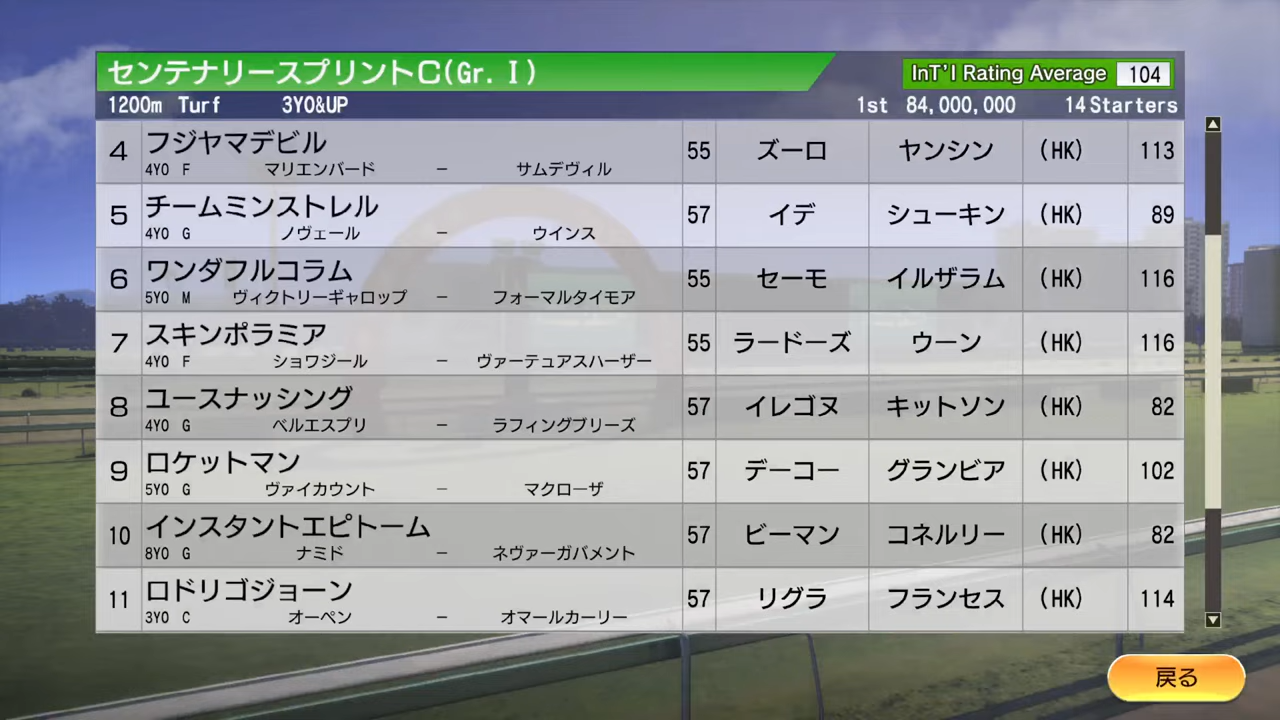 センテナリースプリントC(Gr.Ⅰ) InT'l Rating Average 104
1200m Turf 3YO&UP 1st 84,000,000 14Starters
4 フジヤマデビル 55 ズーロ ヤンシン (HK) 113
4YO F マリエンバード － サムデヴィル
5 チームミンストレル 57 イデ シューキン (HK) 89
4YO G ノヴェール － ウインス
6 ワンダフルコラム 55 セーモ イルザラム (HK) 116
5YO M ヴィクトリーギャロップ － フォーマルタイモア
7 スキンポラミア 55 ラードーズ ウーン (HK) 116
4YO F ショワジール － ヴァーテュアスハーザー
8 ユースナッシング 57 イレゴヌ キットソン (HK) 82
4YO G ベルエスプリ － ラフィングブリーズ
9 ロケットマン 57 デーコー グランビア (HK) 102
5YO G ヴァイカウント － マクローザ
10 インスタントエピトーム 57 ビーマン コネルリー (HK) 82
8YO G ナミド － ネヴァーガバメント
11 ロドリゴジョーン 57 リグラ フランセス (HK) 114
3YO C オーペン － オマールカーリー
戻る